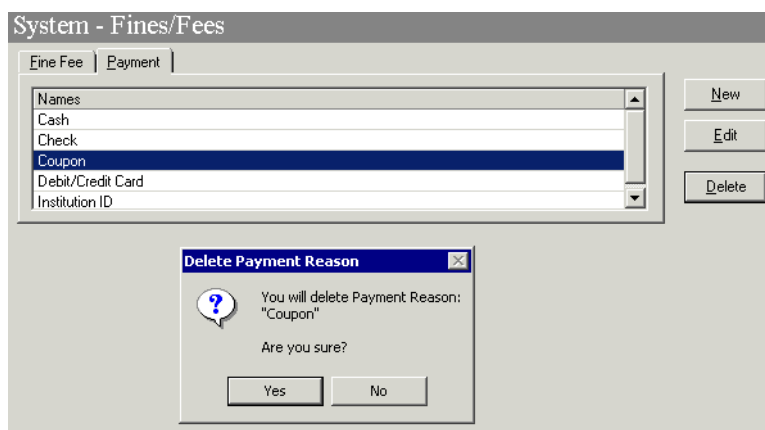 System - Fines/Fees
Fine Fee
Payment
Names
Cash
Check
Coupon
Debit/Credit Card
Institution ID
New
Edit
Delete
Delete Payment Reason
?
You will delete Payment Reason:
"Coupon"
Are you sure?
Yes
No